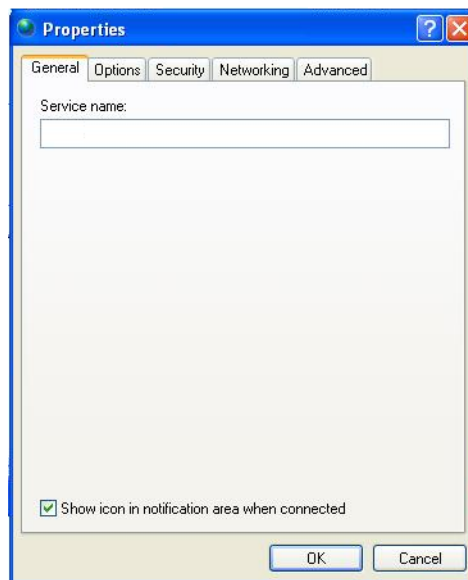 Properties
General Options Security Networking Advanced
Service name:
Show icon in notification area when connected
OK Cancel